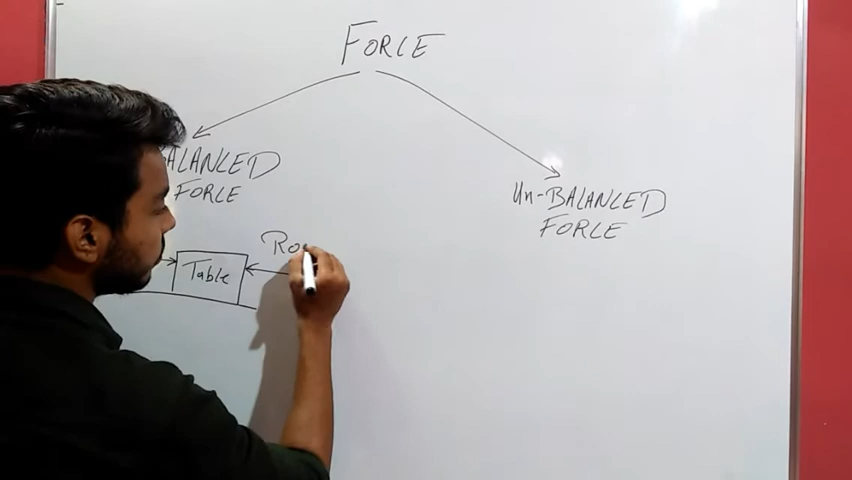 FORCE
ALANCED
FORCE
Un-BALANCED
FORCE
Table